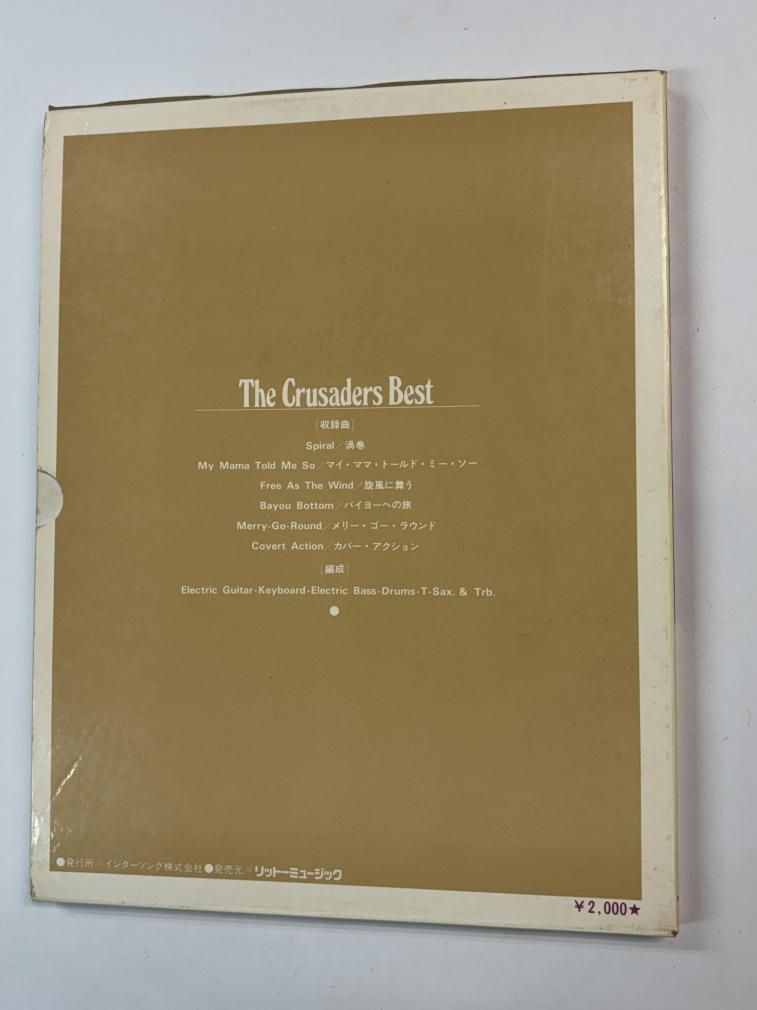 The Crusaders Best
[収録曲]
Spiral／渦巻
My Mama Told Me So／マイ・ママ・トールド・ミー・ソー
Free As The Wind／旋風に舞う
Bayou Bottom／バイヨーへの旅
Merry-Go-Round／メリー・ゴー・ラウンド
Covert Action／カバー・アクション
[編成]
Electric Guitar・Keyboard・Electric Bass・Drums・T-Sax. & Trb.
●発行所＝インターソング株式会社●発売元＝リットーミュージック
￥2,000★